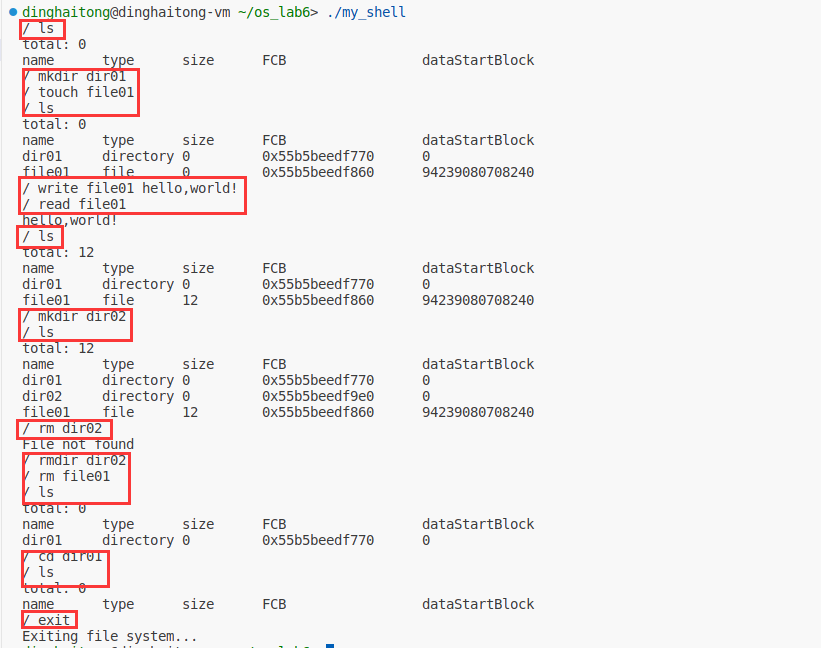 dinghaitong@dinghaitong-vm ~/os_lab6> ./my_shell
/ ls
total: 0
name type size FCB dataStartBlock
/ mkdir dir01
/ touch file01
/ ls
total: 0
name type size FCB dataStartBlock
dir01 directory 0 0x55b5beedf770 0
file01 file 0 0x55b5beedf860 94239080708240
/ write file01 hello,world!
/ read file01
hello,world!
/ ls
total: 12
name type size FCB dataStartBlock
dir01 directory 0 0x55b5beedf770 0
file01 file 12 0x55b5beedf860 94239080708240
/ mkdir dir02
/ ls
total: 12
name type size FCB dataStartBlock
dir01 directory 0 0x55b5beedf770 0
dir02 directory 0 0x55b5beedf9e0 0
file01 file 12 0x55b5beedf860 94239080708240
/ rm dir02
File not found
/ rmdir dir02
/ rm file01
/ ls
total: 0
name type size FCB dataStartBlock
dir01 directory 0 0x55b5beedf770 0
/ cd dir01
/ ls
total: 0
name type size FCB dataStartBlock
/ exit
Exiting file system...